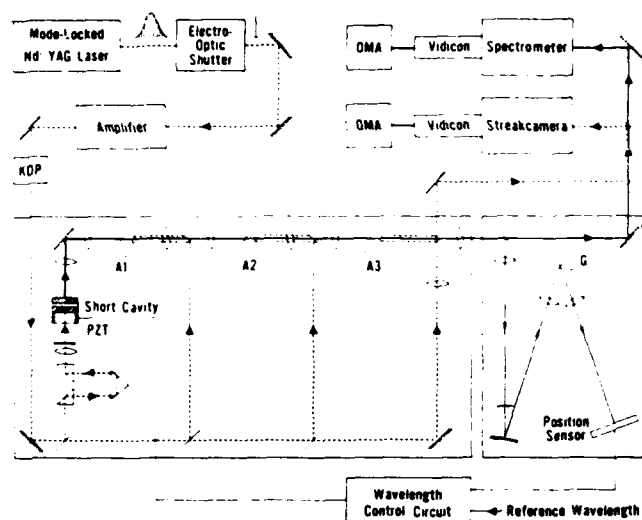 Mode-Locked
Nd: YAG Laser
Electro-
Optic
Shutter
OMA
Vidicon
Spectrometer
Amplifier
OMA
Vidicon
Streakcamera
KDP
A1
A2
A3
G
Short Cavity
PZT
Position
Sensor
Wavelength
Control Circuit
Reference Wavelength